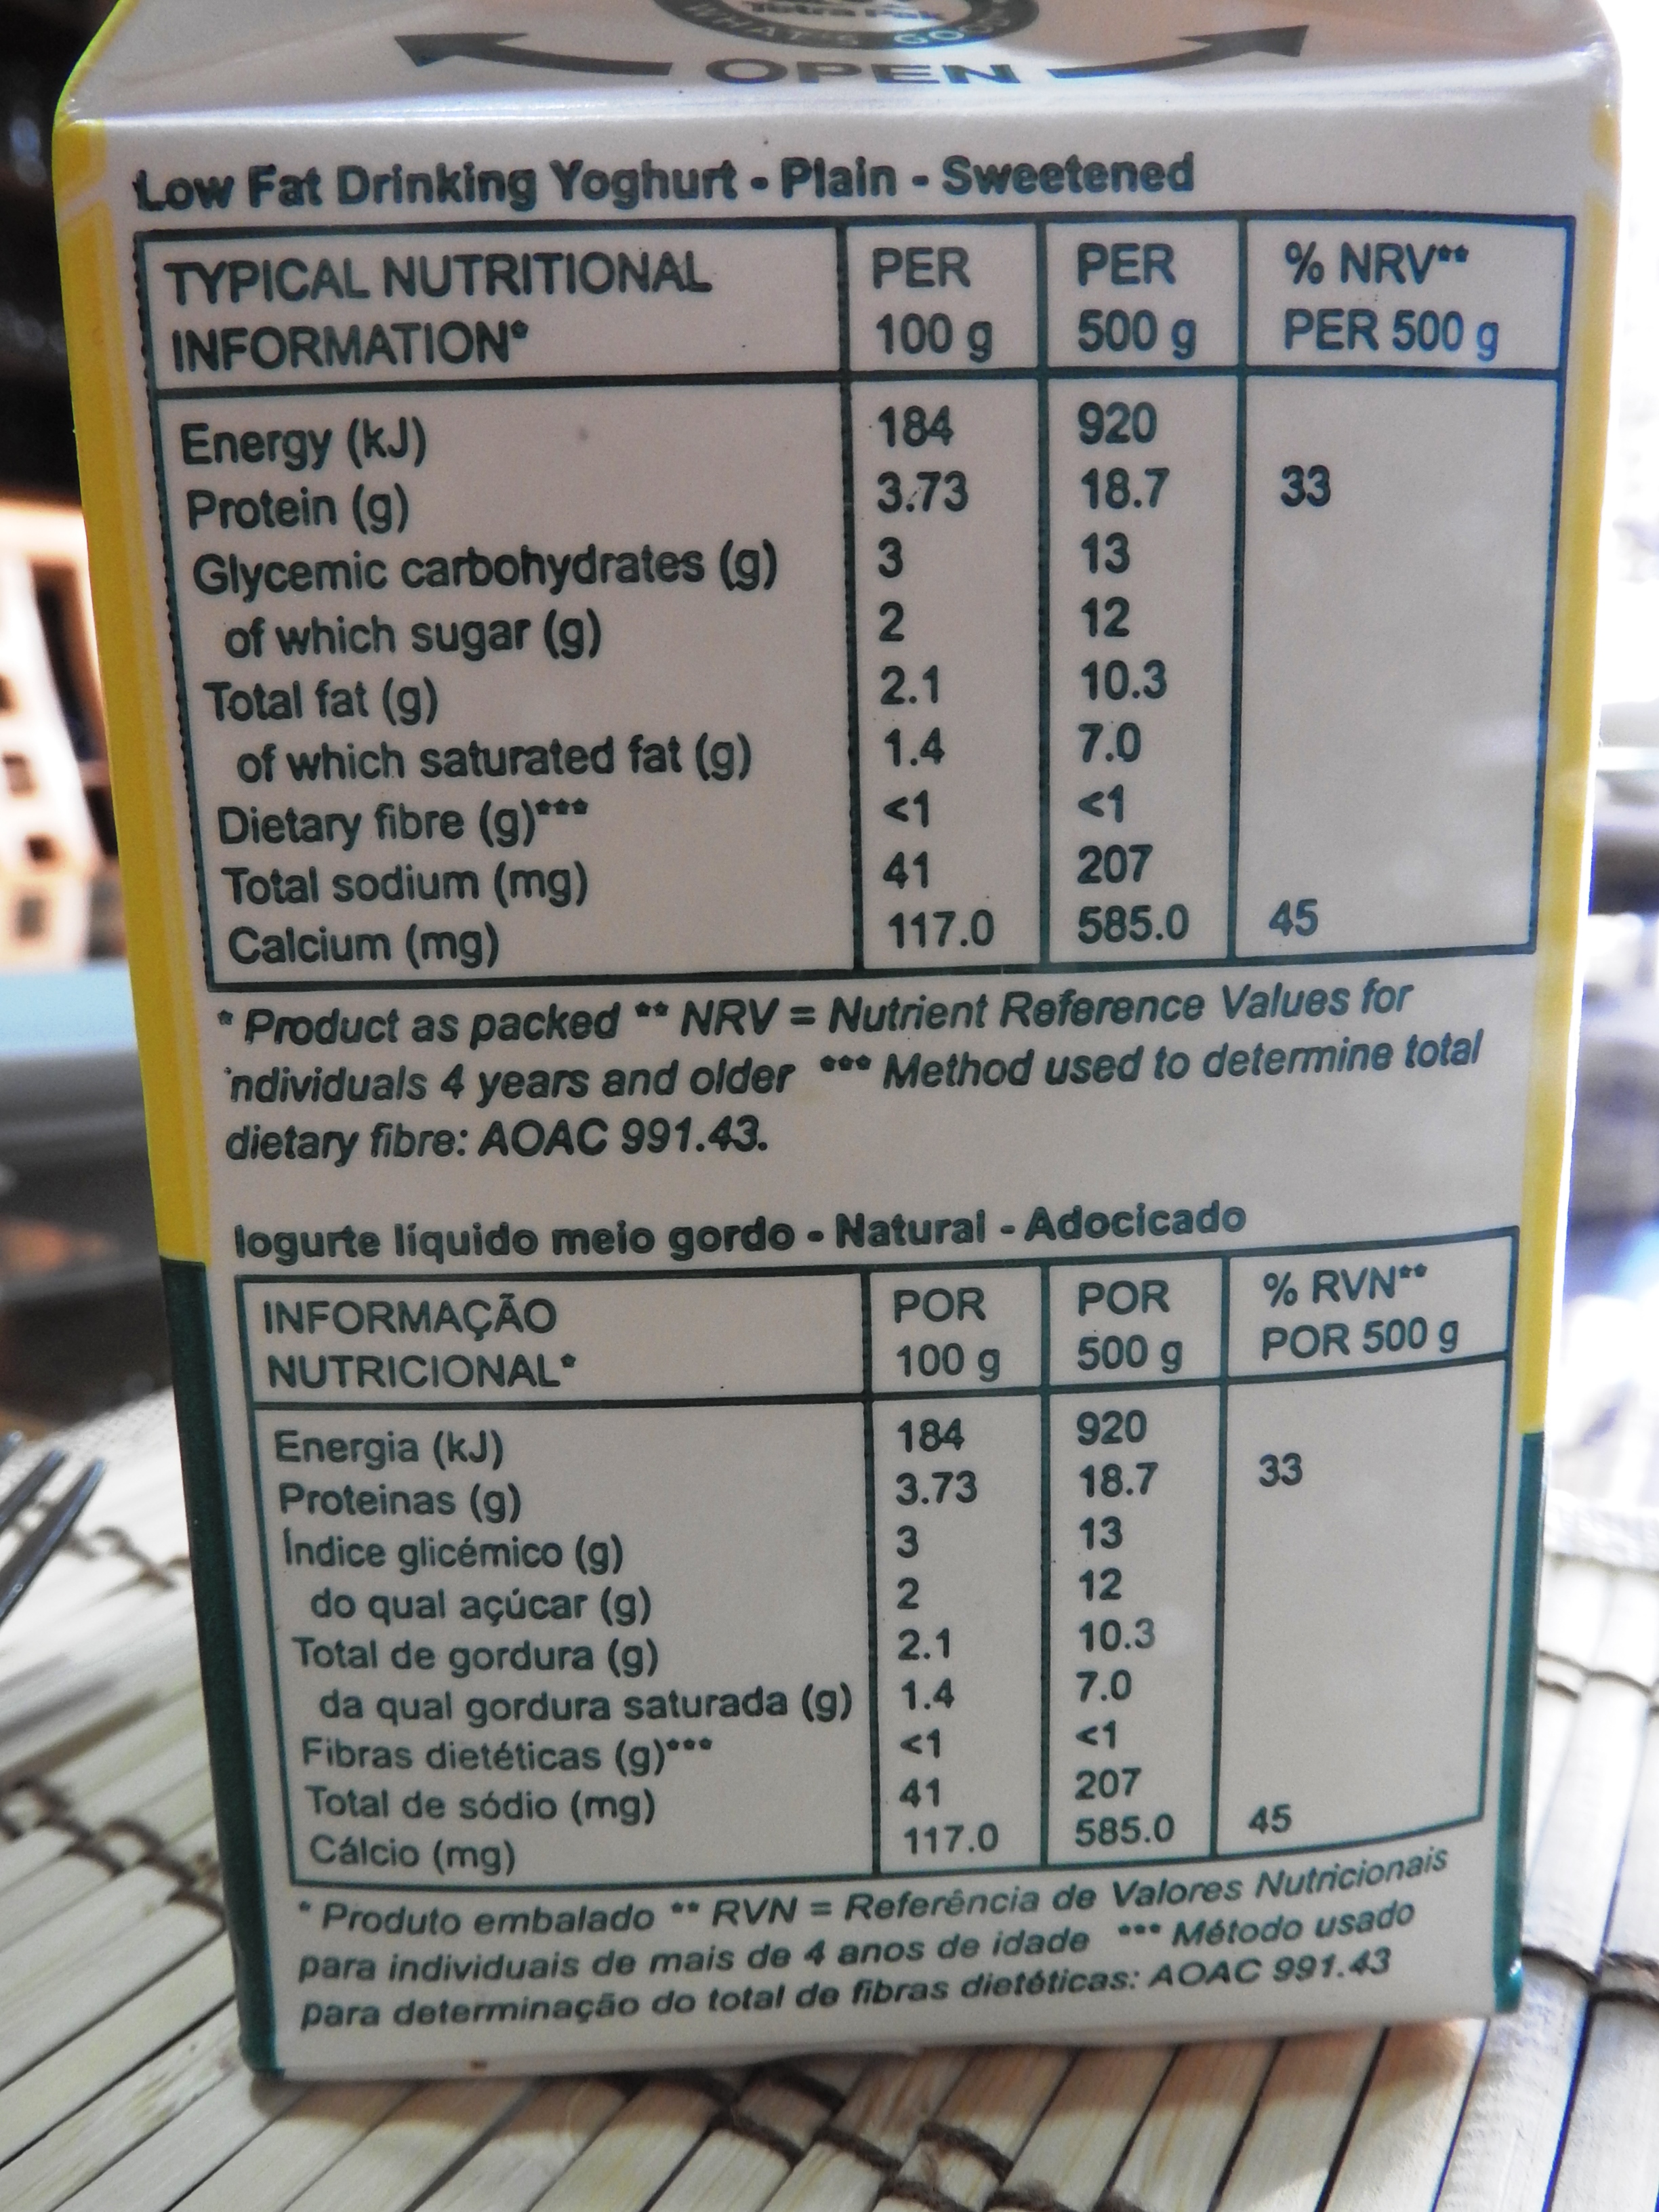 Tetra Pak
WHAT'S GOOD
OPEN
Low Fat Drinking Yoghurt - Plain - Sweetened
TYPICAL NUTRITIONAL INFORMATION* PER 100 g PER 500 g % NRV** PER 500 g
Energy (kJ) 184 920
Protein (g) 3.73 18.7 33
Glycemic carbohydrates (g) 3 13
of which sugar (g) 2 12
Total fat (g) 2.1 10.3
of which saturated fat (g) 1.4 7.0
Dietary fibre (g)*** <1 <1
Total sodium (mg) 41 207
Calcium (mg) 117.0 585.0 45
* Product as packed ** NRV = Nutrient Reference Values for
individuals 4 years and older *** Method used to determine total
dietary fibre: AOAC 991.43.
Iogurte líquido meio gordo - Natural - Adocicado
INFORMAÇÃO NUTRICIONAL* POR 100 g POR 500 g % RVN** POR 500 g
Energia (kJ) 184 920
Proteinas (g) 3.73 18.7 33
Índice glicémico (g) 3 13
do qual açúcar (g) 2 12
Total de gordura (g) 2.1 10.3
da qual gordura saturada (g) 1.4 7.0
Fibras dietéticas (g)*** <1 <1
Total de sódio (mg) 41 207
Cálcio (mg) 117.0 585.0 45
* Produto embalado ** RVN = Referência de Valores Nutricionais
para individuais de mais de 4 anos de idade *** Método usado
para determinação do total de fibras dietéticas: AOAC 991.43